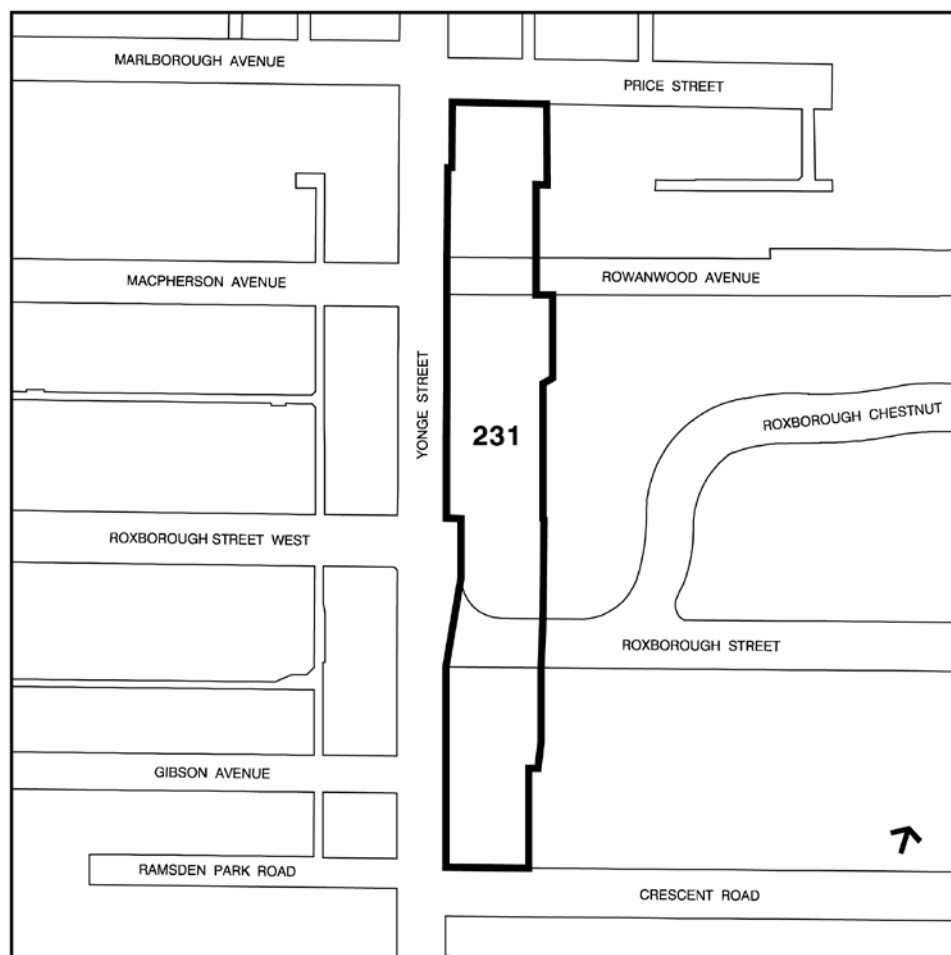 MARLBOROUGH AVENUE
PRICE STREET
MACPHERSON AVENUE
ROWANWOOD AVENUE
YONGE STREET
231
ROXBOROUGH CHESTNUT
ROXBOROUGH STREET WEST
ROXBOROUGH STREET
GIBSON AVENUE
RAMSDEN PARK ROAD
CRESCENT ROAD